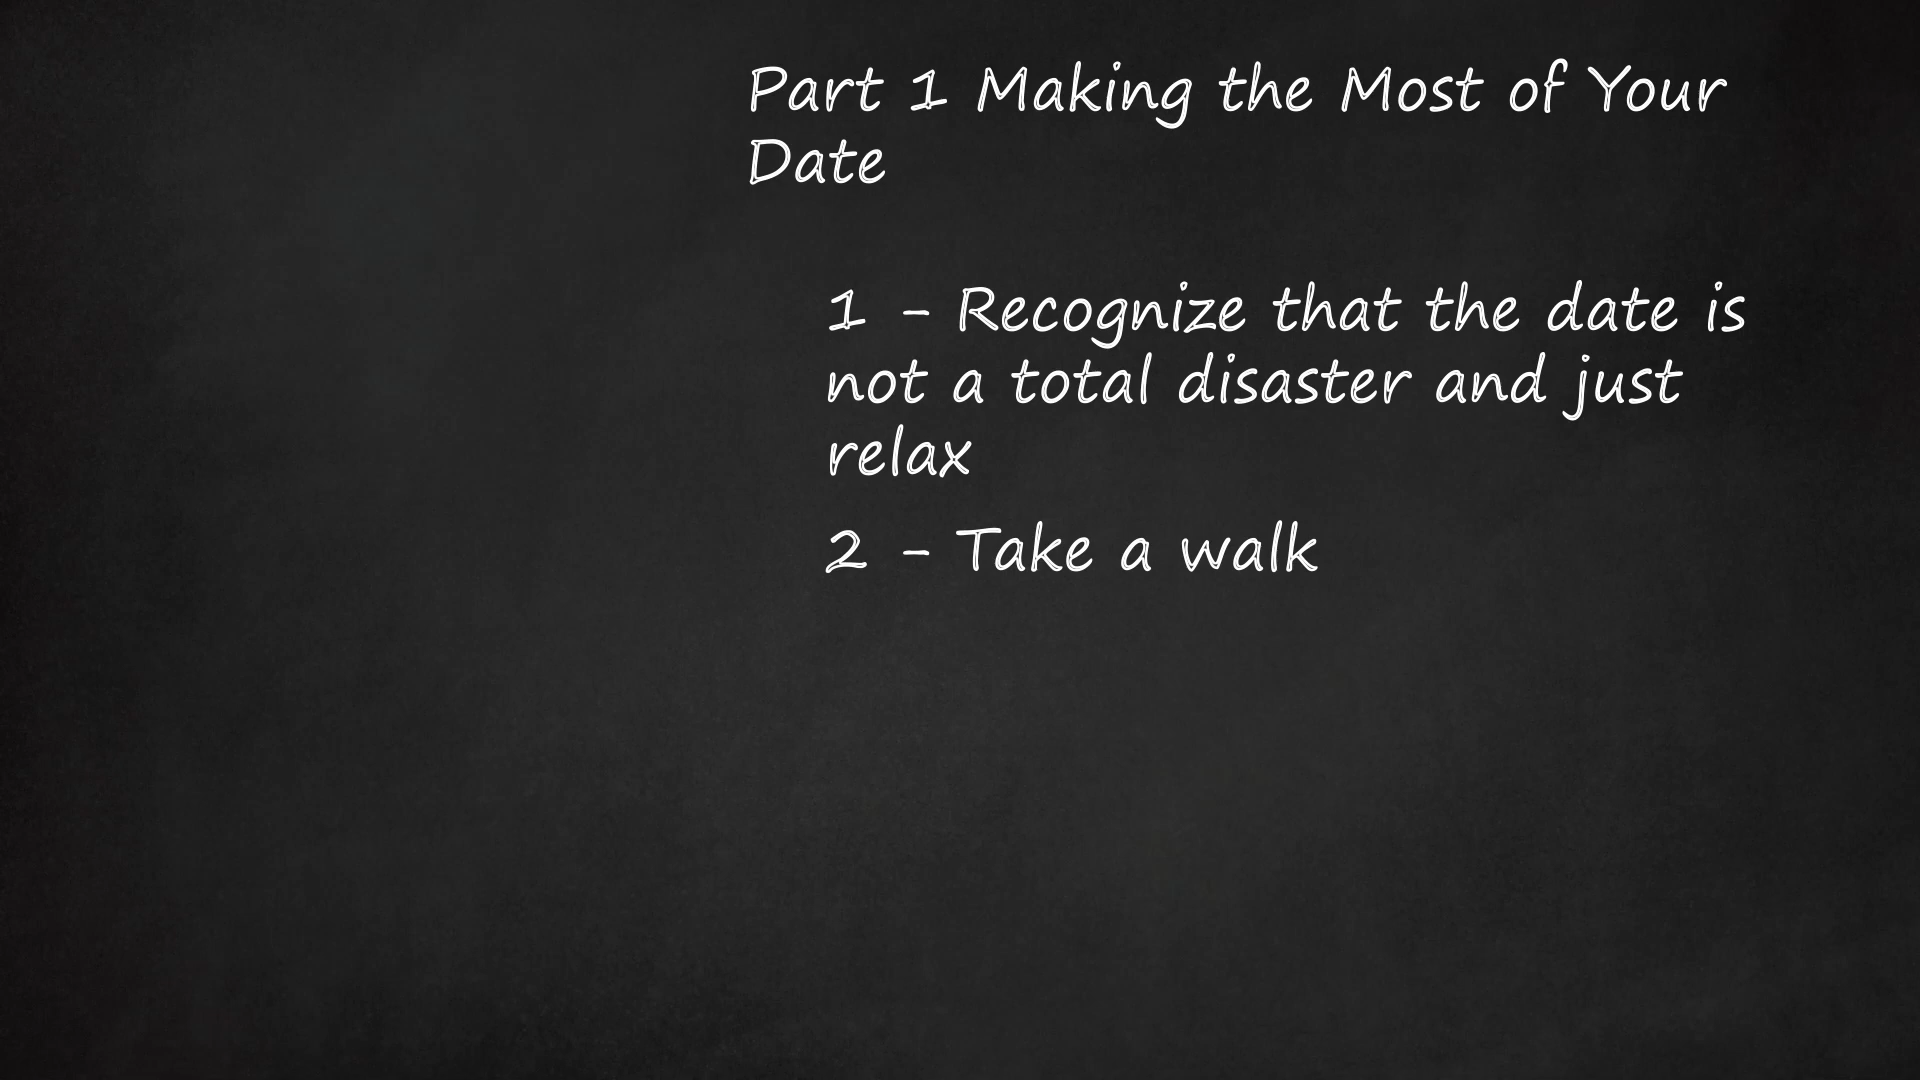 Part 1 Making the Most of Your
Date
1 - Recognize that the date is
not a total disaster and just
relax
2 - Take a walk